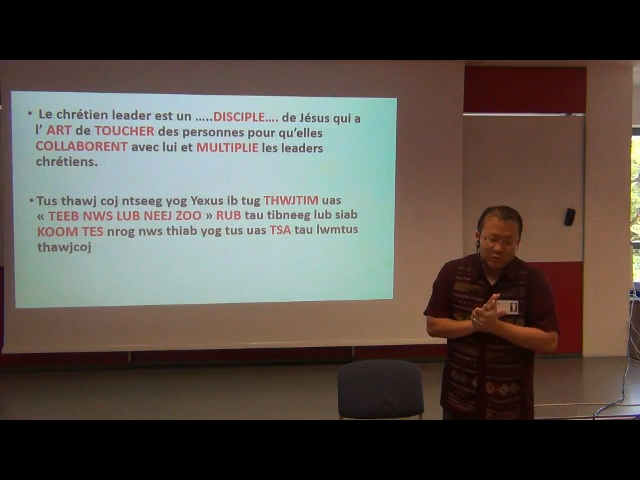 • Le chrétien leader est un …..DISCIPLE…. de Jésus qui a
l’ ART de TOUCHER des personnes pour qu’elles
COLLABORENT avec lui et MULTIPLIE les leaders
chrétiens.
• Tus thawj coj ntseeg yog Yexus ib tug THWJTIM uas
« TEEB NWS LUB NEEJ ZOO » RUB tau tibneeg lub siab
KOOM TES nrog nws thiab yog tus uas TSA tau lwmtus
thawjcoj